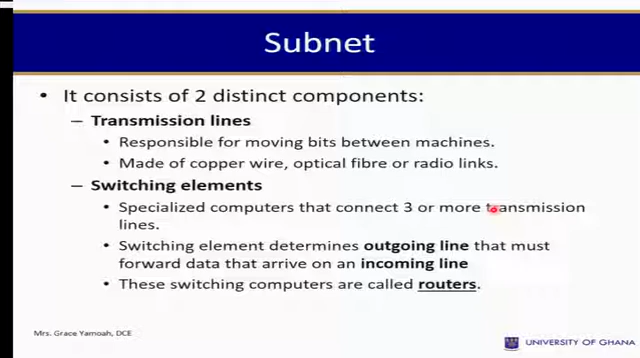 Subnet
• It consists of 2 distinct components:
– Transmission lines
• Responsible for moving bits between machines.
• Made of copper wire, optical fibre or radio links.
– Switching elements
• Specialized computers that connect 3 or more transmission
lines.
• Switching element determines outgoing line that must
forward data that arrive on an incoming line
• These switching computers are called routers.
Mrs. Grace Yamoah, DCE
UNIVERSITY OF GHANA